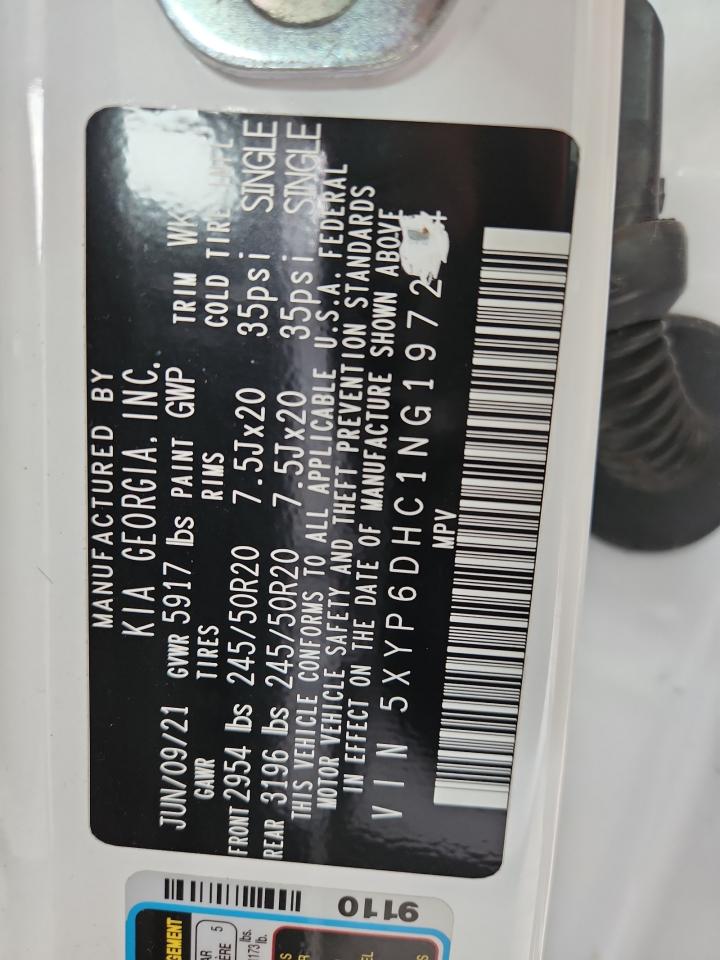 MANUFACTURED BY
KIA GEORGIA, INC.
JUN/09/21 GVWR 5917 lbs PAINT GWP TRIM WK
GAWR TIRES RIMS COLD TIRE INFL
FRONT 2954 lbs 245/50R20 7.5Jx20 35psi SINGLE
REAR 3196 lbs 245/50R20 7.5Jx20 35psi SINGLE
THIS VEHICLE CONFORMS TO ALL APPLICABLE U.S.A. FEDERAL
MOTOR VEHICLE SAFETY AND THEFT PREVENTION STANDARDS
IN EFFECT ON THE DATE OF MANUFACTURE SHOWN ABOVE
VIN 5XYP6DHC1NG1972
MPV
9110